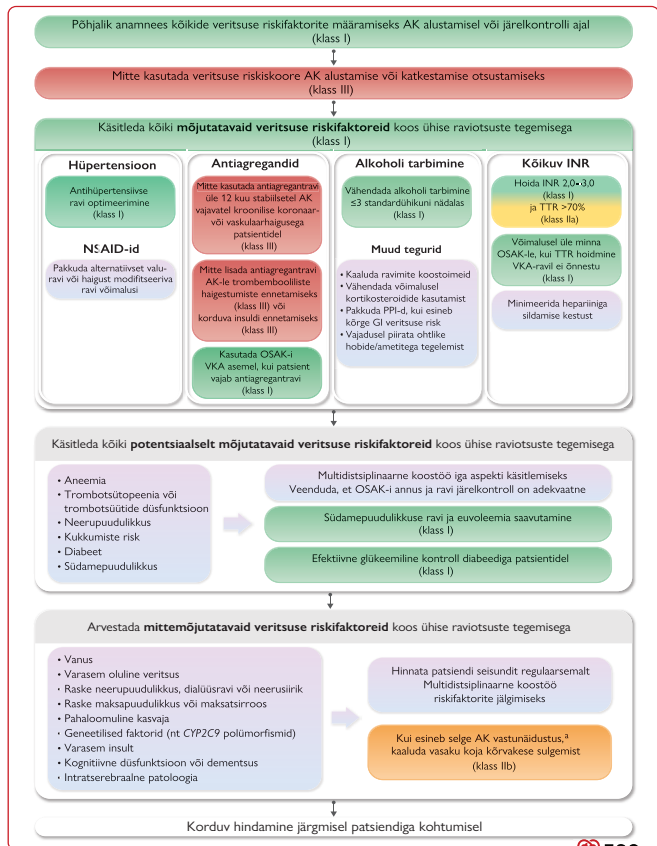 Põhjalik anamnees kõikide veritsuse riskifaktorite määramiseks AK alustamisel või järelkontrolli ajal
(klass I)
Mitte kasutada veritsuse riskiskoore AK alustamise või katkestamise otsustamiseks
(klass III)
Käsitleda kõiki mõjutatavaid veritsuse riskifaktoreid koos ühise raviotsuste tegemisega
(klass I)
Hüpertensioon
Antihüpertensiivse
ravi optimeerimine
(klass I)
NSAID-id
Pakkuda alternatiivset valu-
ravi või haigust modifitseeriva
ravi võimalusi
Antiagregandid
Mitte kasutada antiagregantravi
üle 12 kuu stabiilsetel AK
vajavatel kroonilise koronaar-
või vaskulaarhaigusega
patsientidel
(klass III)
Mitte lisada antiagregantravi
AK-le trombembooliliste
haigestumiste ennetamiseks
(klass III) või
korduva insuldi ennetamiseks
(klass III)
Kasutada OSAK-i
VKA asemel, kui patsient
vajab antiagregantravi
(klass I)
Alkoholi tarbimine
Vähendada alkoholi tarbimine
≤3 standardühikuni nädalas
(klass I)
Muud tegurid
• Kaaluda ravimite koostoimeid
• Vähendada võimalusel
kortikosteroidide kasutamist
• Pakkuda PPI-d, kui esineb
kõrge GI veritsuse risk
• Vajadusel piirata ohtlike
hobide/ametitega tegelemist
Kõikuv INR
Hoida INR 2,0-3,0
(klass I)
ja TTR >70%
(klass IIa)
Võimalusel üle minna
OSAK-le, kui TTR hoidmine
VKA-ravil ei õnnestu
(klass I)
Minimeerida hepariiniga
sildamise kestust
Käsitleda kõiki potentsiaalselt mõjutatavaid veritsuse riskifaktoreid koos ühise raviotsuste tegemisega
• Aneemia
• Trombotsütopeenia või
trombotsüütide düsfunktsioon
• Neerupuudulikkus
• Kukkumiste risk
• Diabeet
• Südamepuudulikkus
Multidistsiplinaarne koostöö iga aspekti käsitlemiseks
Veenduda, et OSAK-i annus ja ravi järelkontroll on adekvaatne
Südamepuudulikkuse ravi ja euvoleemia saavutamine
(klass I)
Efektiivne glükeemiline kontroll diabeediga patsientidel
(klass I)
Arvestada mittemõjutatavaid veritsuse riskifaktoreid koos ühise raviotsuste tegemisega
• Vanus
• Varasem oluline veritsus
• Raske neerupuudulikkus, dialüüsravi või neerusiirik
• Raske maksapuudulikkus või maksatsirroos
• Pahaloomuline kasvaja
• Geneetilised faktorid (nt CYP2C9 polümorfismid)
• Varasem insult
• Kognitiivne düsfunktsioon või dementsus
• Intratserebraalne patoloogia
Hinnata patsiendi seisundit regulaarsemalt
Multidistsiplinaarne koostöö
riskifaktorite jälgimiseks
Kui esineb selge AK vastunäidustus,ª
kaaluda vasaku koja kõrvakese sulgemist
(klass IIb)
Korduv hindamine järgmisel patsiendiga kohtumisel